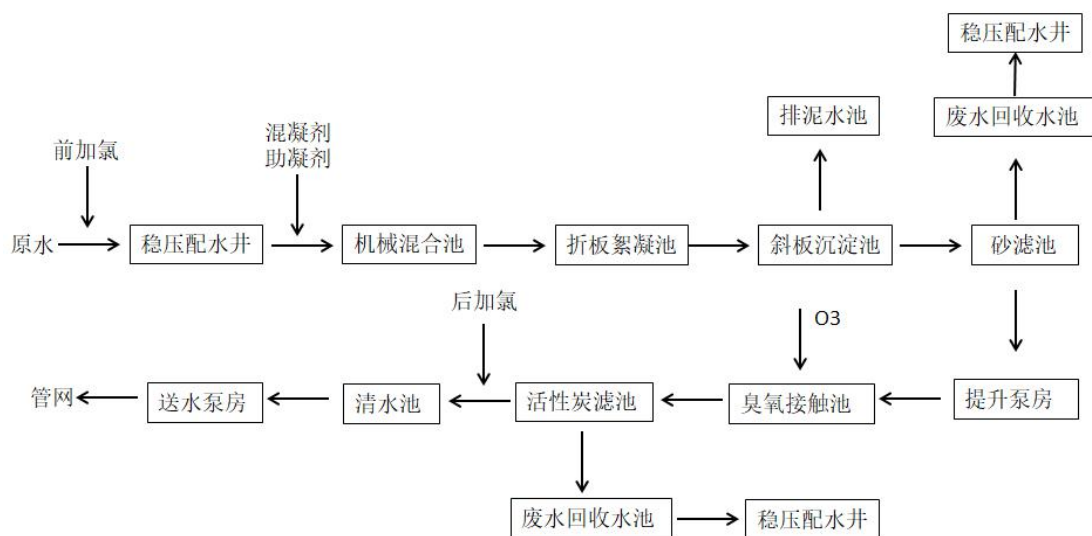 稳压配水井
废水回收水池
排泥水池
混凝剂
助凝剂
前加氯
原水
稳压配水井
机械混合池
折板絮凝池
斜板沉淀池
砂滤池
后加氯
O3
管网
送水泵房
清水池
活性炭滤池
臭氧接触池
提升泵房
废水回收水池
稳压配水井